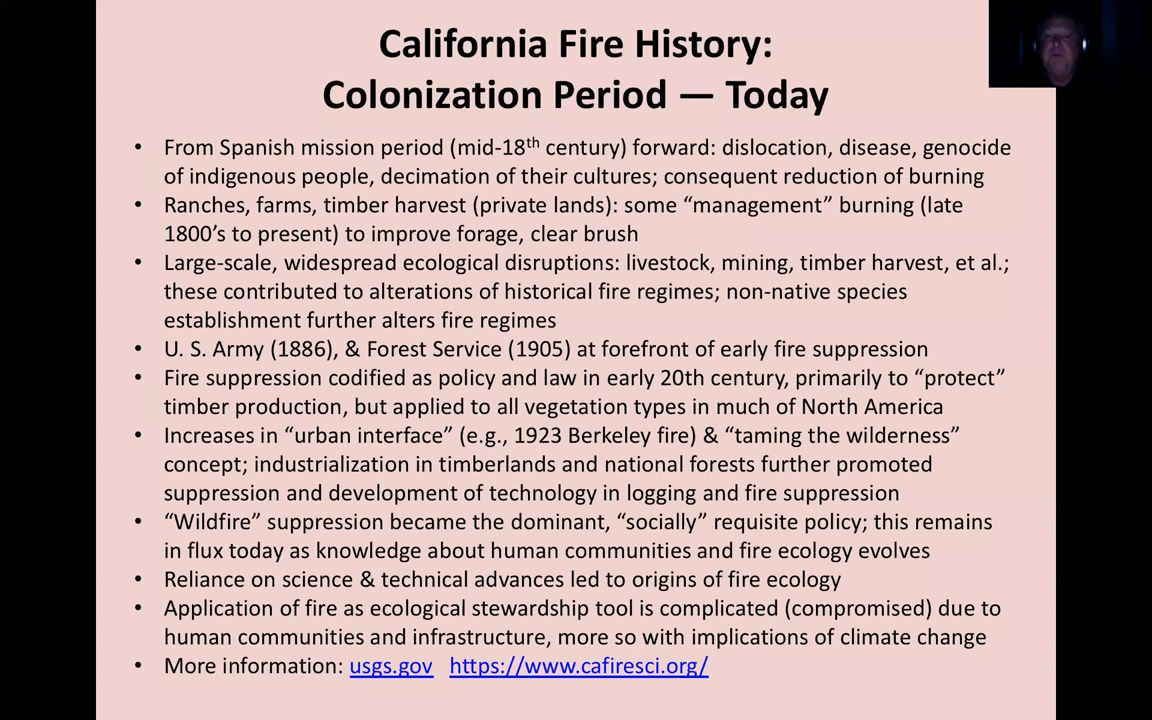 California Fire History:
Colonization Period — Today
• From Spanish mission period (mid-18th century) forward: dislocation, disease, genocide
of indigenous people, decimation of their cultures; consequent reduction of burning
• Ranches, farms, timber harvest (private lands): some “management” burning (late
1800’s to present) to improve forage, clear brush
• Large-scale, widespread ecological disruptions: livestock, mining, timber harvest, et al.;
these contributed to alterations of historical fire regimes; non-native species
establishment further alters fire regimes
• U. S. Army (1886), & Forest Service (1905) at forefront of early fire suppression
• Fire suppression codified as policy and law in early 20th century, primarily to “protect”
timber production, but applied to all vegetation types in much of North America
• Increases in “urban interface” (e.g., 1923 Berkeley fire) & “taming the wilderness”
concept; industrialization in timberlands and national forests further promoted
suppression and development of technology in logging and fire suppression
• “Wildfire” suppression became the dominant, “socially” requisite policy; this remains
in flux today as knowledge about human communities and fire ecology evolves
• Reliance on science & technical advances led to origins of fire ecology
• Application of fire as ecological stewardship tool is complicated (compromised) due to
human communities and infrastructure, more so with implications of climate change
• More information: usgs.gov https://www.cafiresci.org/